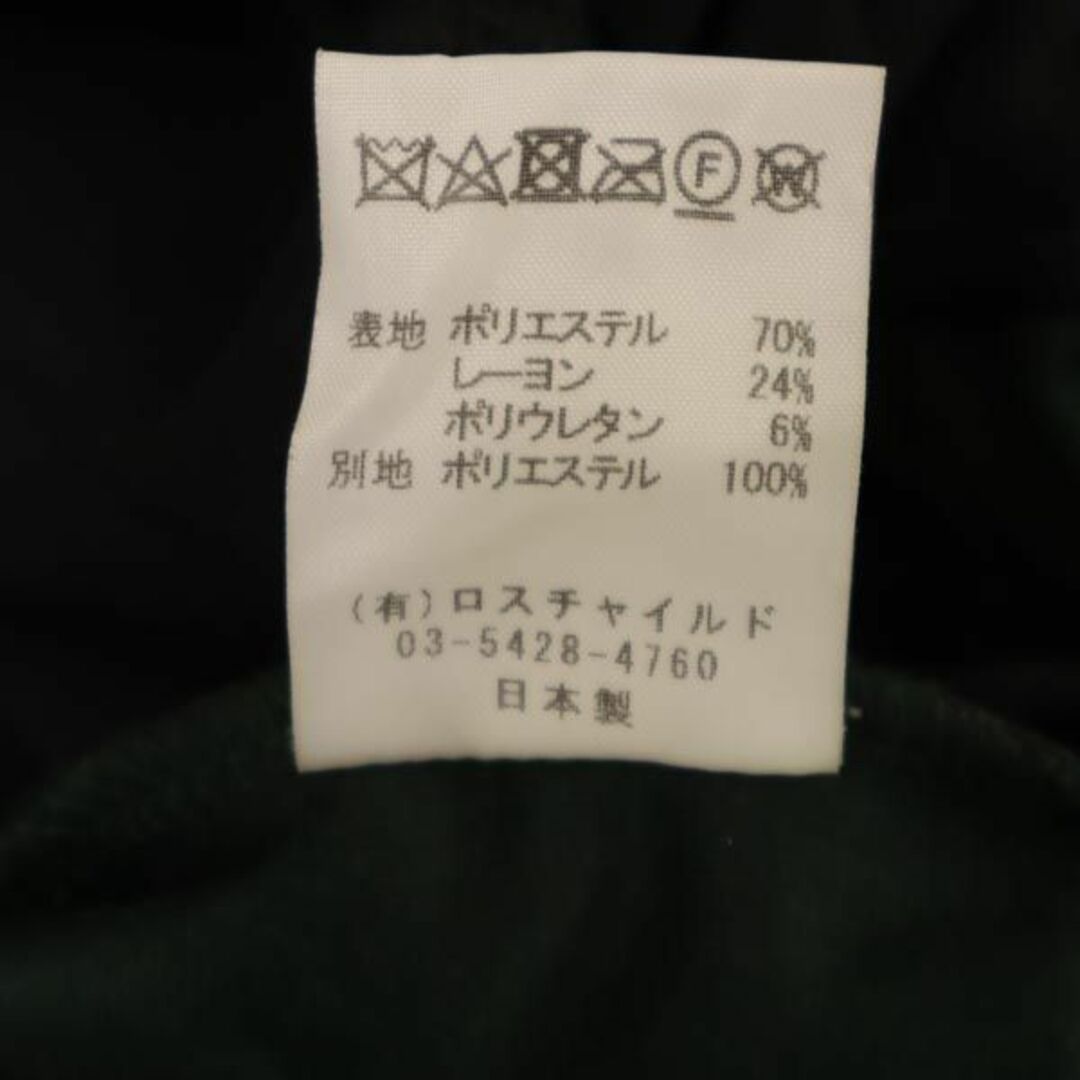 F W
表地 ポリエステル 70%
レーヨン 24%
ポリウレタン 6%
別地 ポリエステル 100%
(有)ロスチャイルド
03-5428-4760
日本製